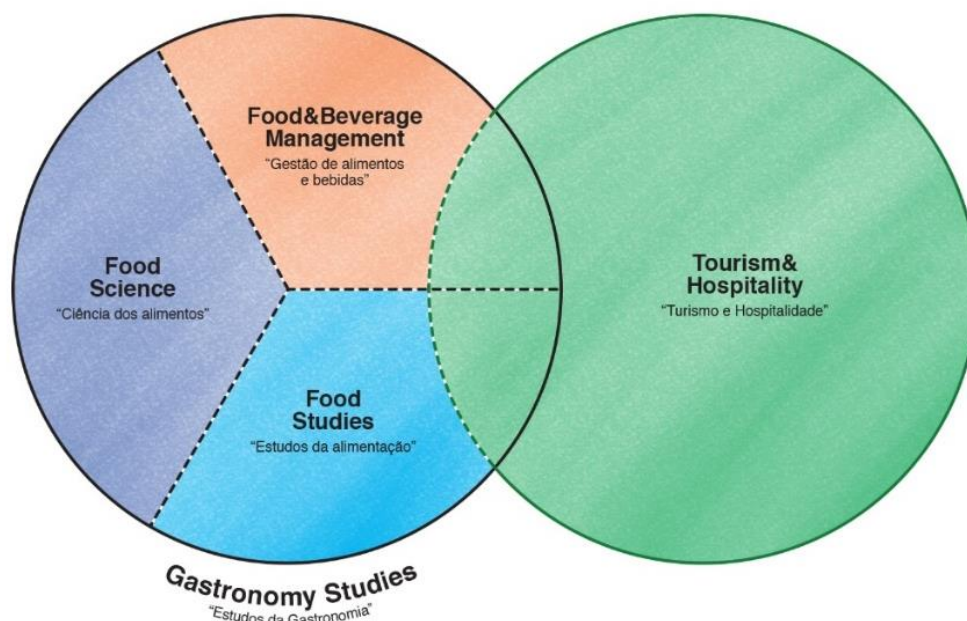 Food&Beverage
Management
“Gestão de alimentos
e bebidas”
Food
Science
“Ciência dos alimentos”
Tourism&
Hospitality
“Turismo e Hospitalidade”
Food
Studies
“Estudos da alimentação”
Gastronomy Studies
“Estudos da Gastronomia”